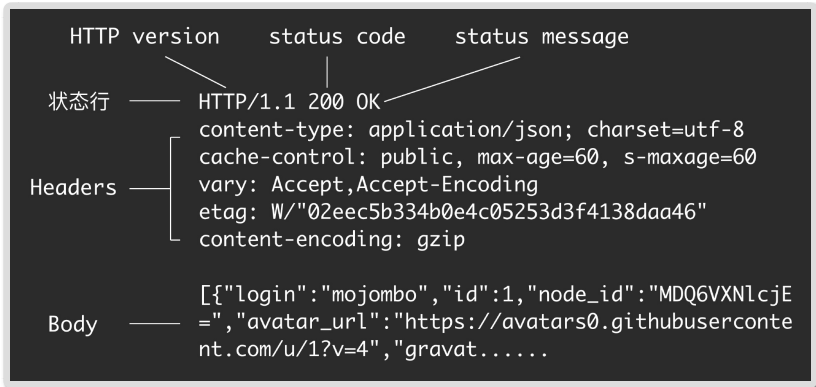 HTTP version status code status message
状态行 HTTP/1.1 200 OK
content-type: application/json; charset=utf-8
cache-control: public, max-age=60, s-maxage=60
Headers vary: Accept,Accept-Encoding
etag: W/"02eec5b334b0e4c05253d3f4138daa46"
content-encoding: gzip
[{"login":"mojombo","id":1,"node_id":"MDQ6VXNlcjE
Body =","avatar_url":"https://avatars0.githubuserconte
nt.com/u/1?v=4","gravat......